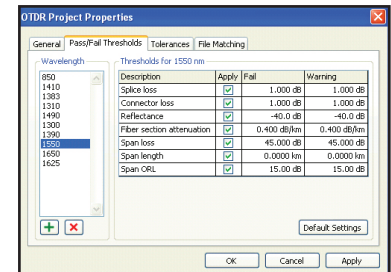 OTDR Project Properties
General Pass/Fail Thresholds Tolerances File Matching
Wavelength
850
1410
1383
1310
1490
1300
1390
1550
1650
1625
Thresholds for 1550 nm
Description Apply Fail Warning
Splice loss 1.000 dB 1.000 dB
Connector loss 1.000 dB 1.000 dB
Reflectance -40.0 dB -40.0 dB
Fiber section attenuation 0.400 dB/km 0.400 dB/km
Span loss 45.000 dB 45.000 dB
Span length 0.0000 km 0.0000 km
Span ORL 15.00 dB 15.00 dB
Default Settings
OK Cancel Apply